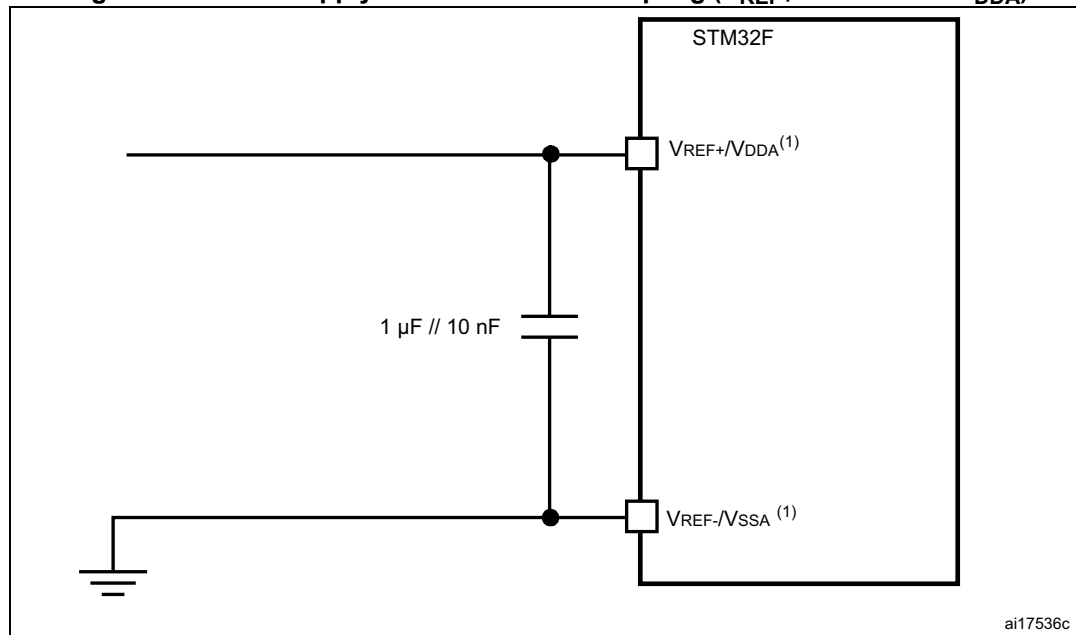 STM32F
VREF+/VDDA(1)
1 µF // 10 nF
VREF-/VSSA (1)
ai17536c